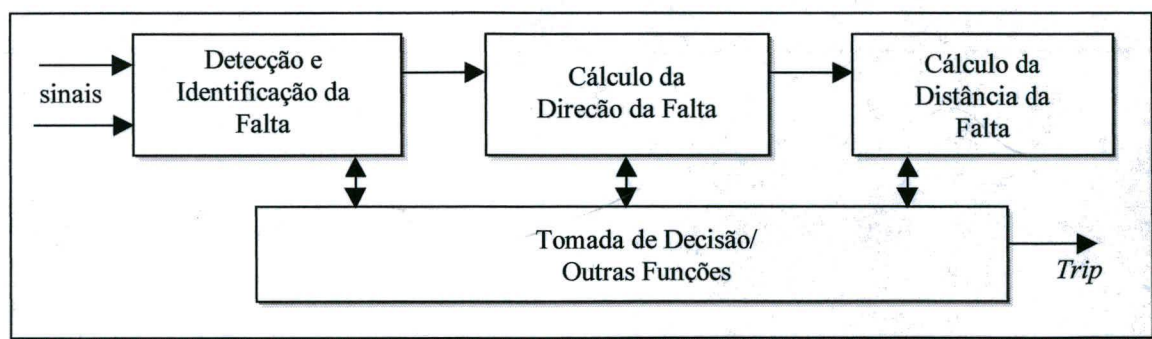 sinais
Detecção e
Identificação da
Falta
Cálculo da
Direcão da Falta
Cálculo da
Distância da
Falta
Tomada de Decisão/
Outras Funções
Trip